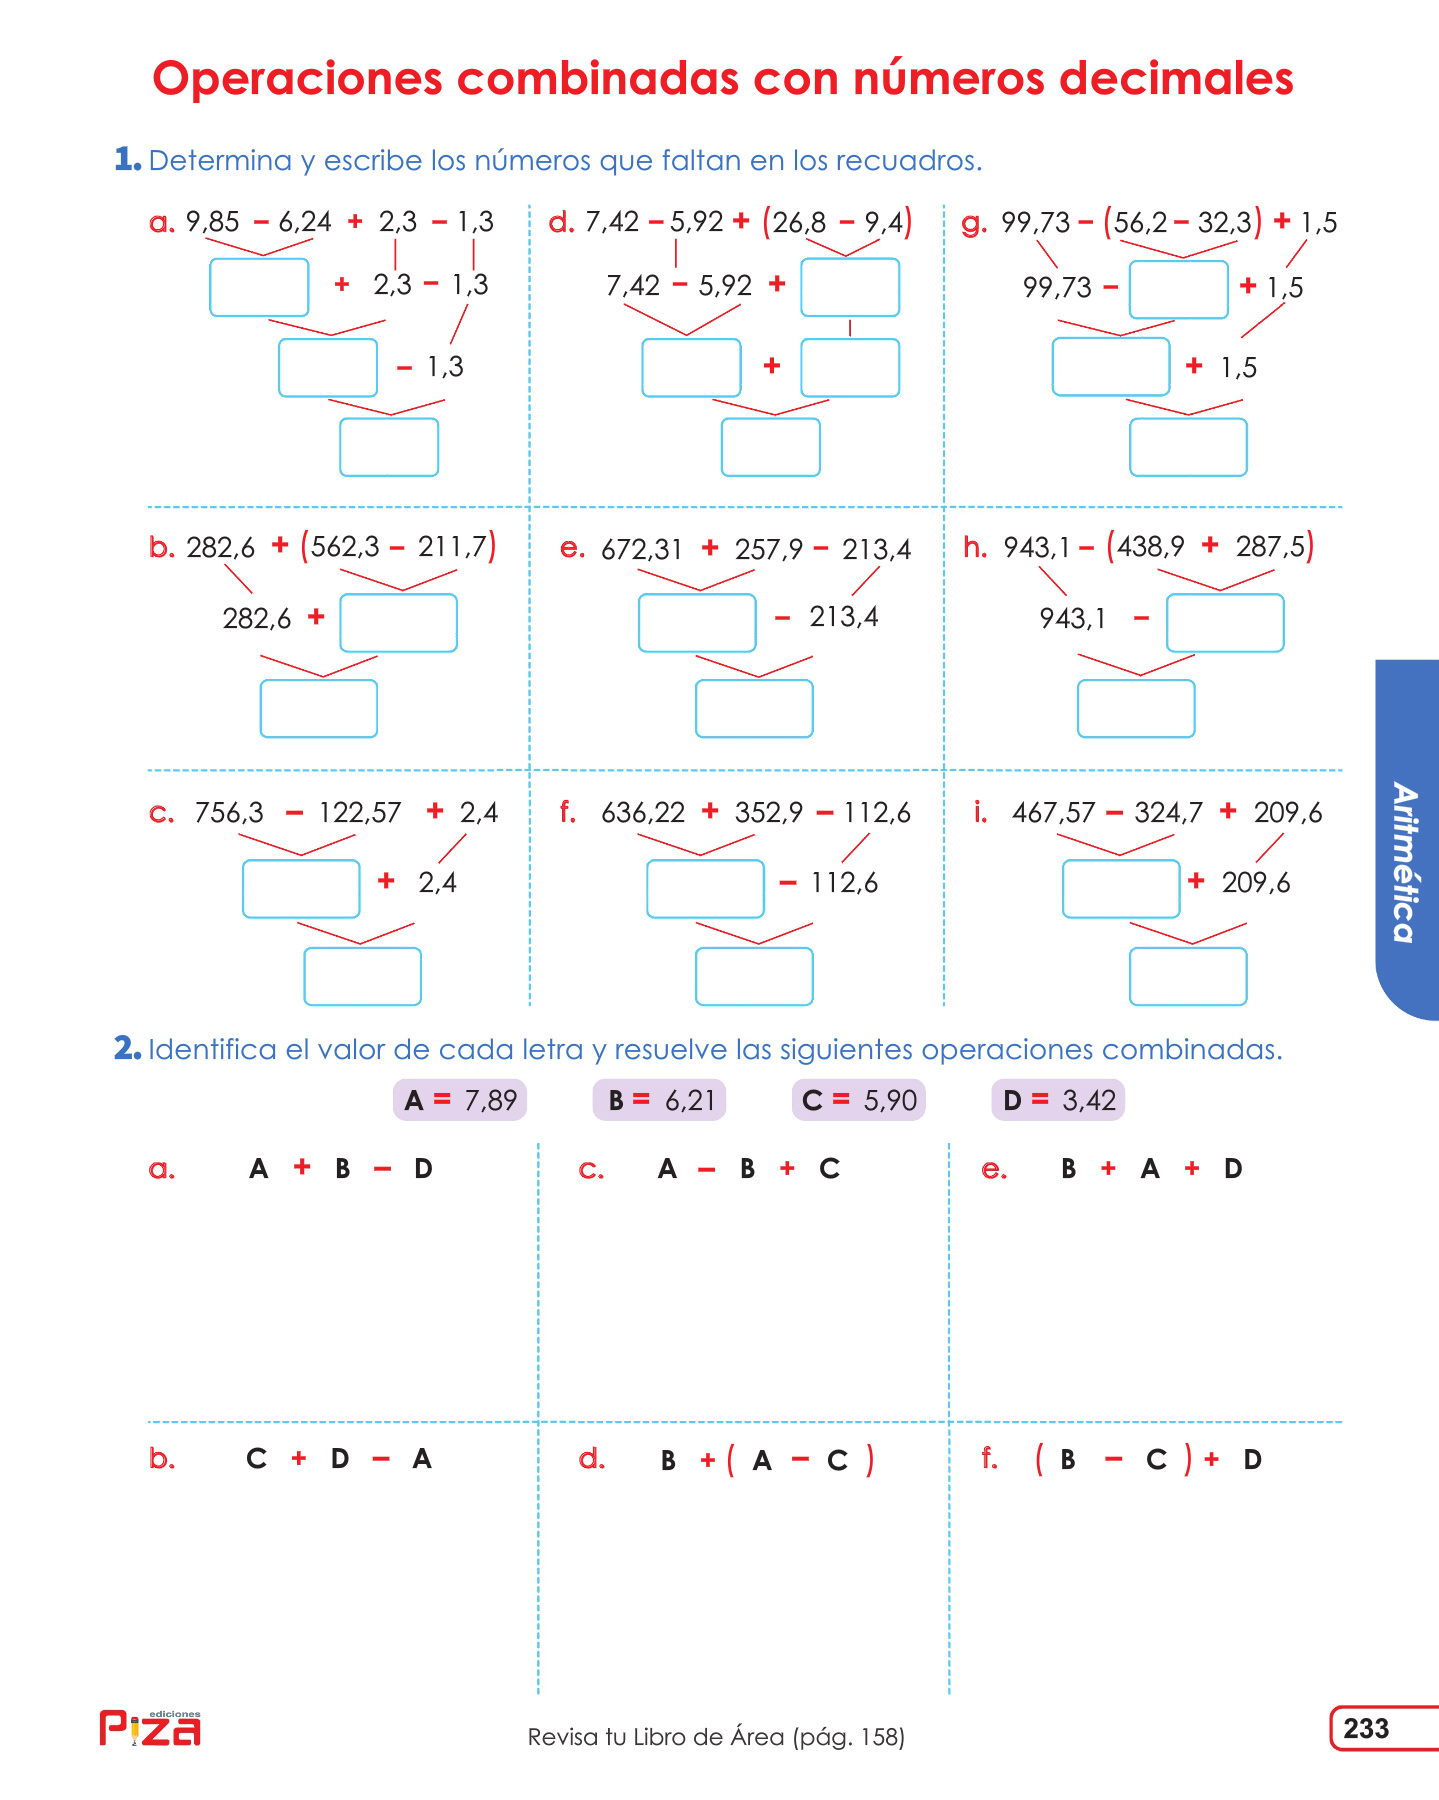 Operaciones combinadas con números decimales
1. Determina y escribe los números que faltan en los recuadros.
a. 9,85 – 6,24 + 2,3 – 1,3
+ 2,3 – 1,3
– 1,3
d. 7,42 – 5,92 + (26,8 – 9,4)
7,42 – 5,92 +
+
g. 99,73 – (56,2 – 32,3) + 1,5
99,73 – + 1,5
+ 1,5
b. 282,6 + (562,3 – 211,7)
282,6 +
e. 672,31 + 257,9 – 213,4
– 213,4
h. 943,1 – (438,9 + 287,5)
943,1 –
c. 756,3 – 122,57 + 2,4
+ 2,4
f. 636,22 + 352,9 – 112,6
– 112,6
i. 467,57 – 324,7 + 209,6
+ 209,6
Aritmética
2. Identifica el valor de cada letra y resuelve las siguientes operaciones combinadas.
A = 7,89 B = 6,21 C = 5,90 D = 3,42
a. A + B – D
c. A – B + C
e. B + A + D
b. C + D – A
d. B + ( A – C )
f. ( B – C ) + D
ediciones
Piza
Revisa tu Libro de Área (pág. 158)
233